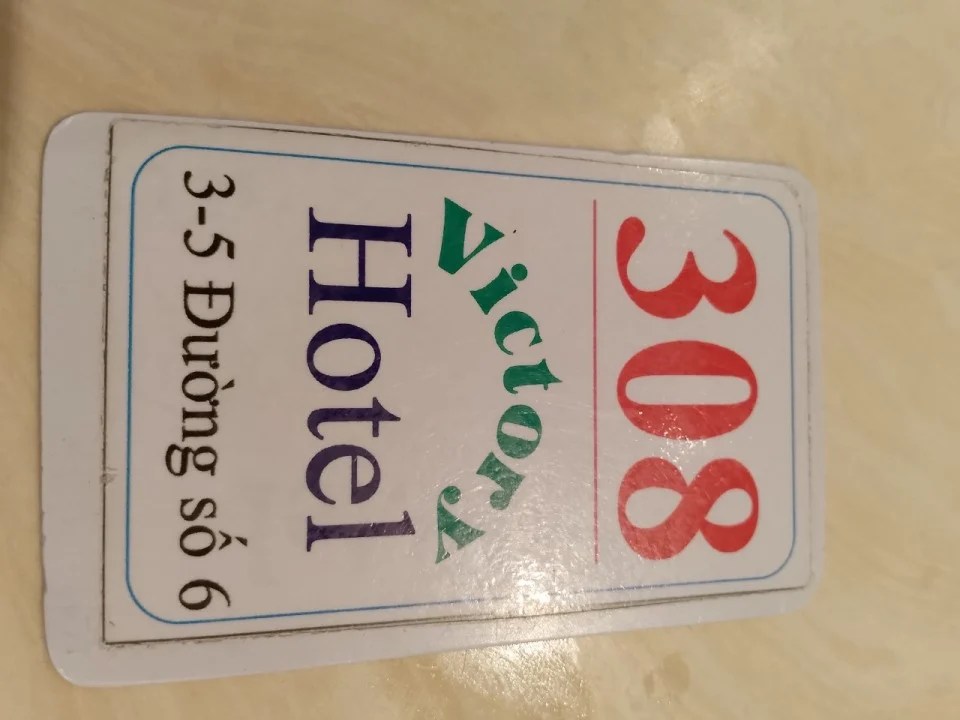 308
Victory
Hotel
3-5 Đường số 6